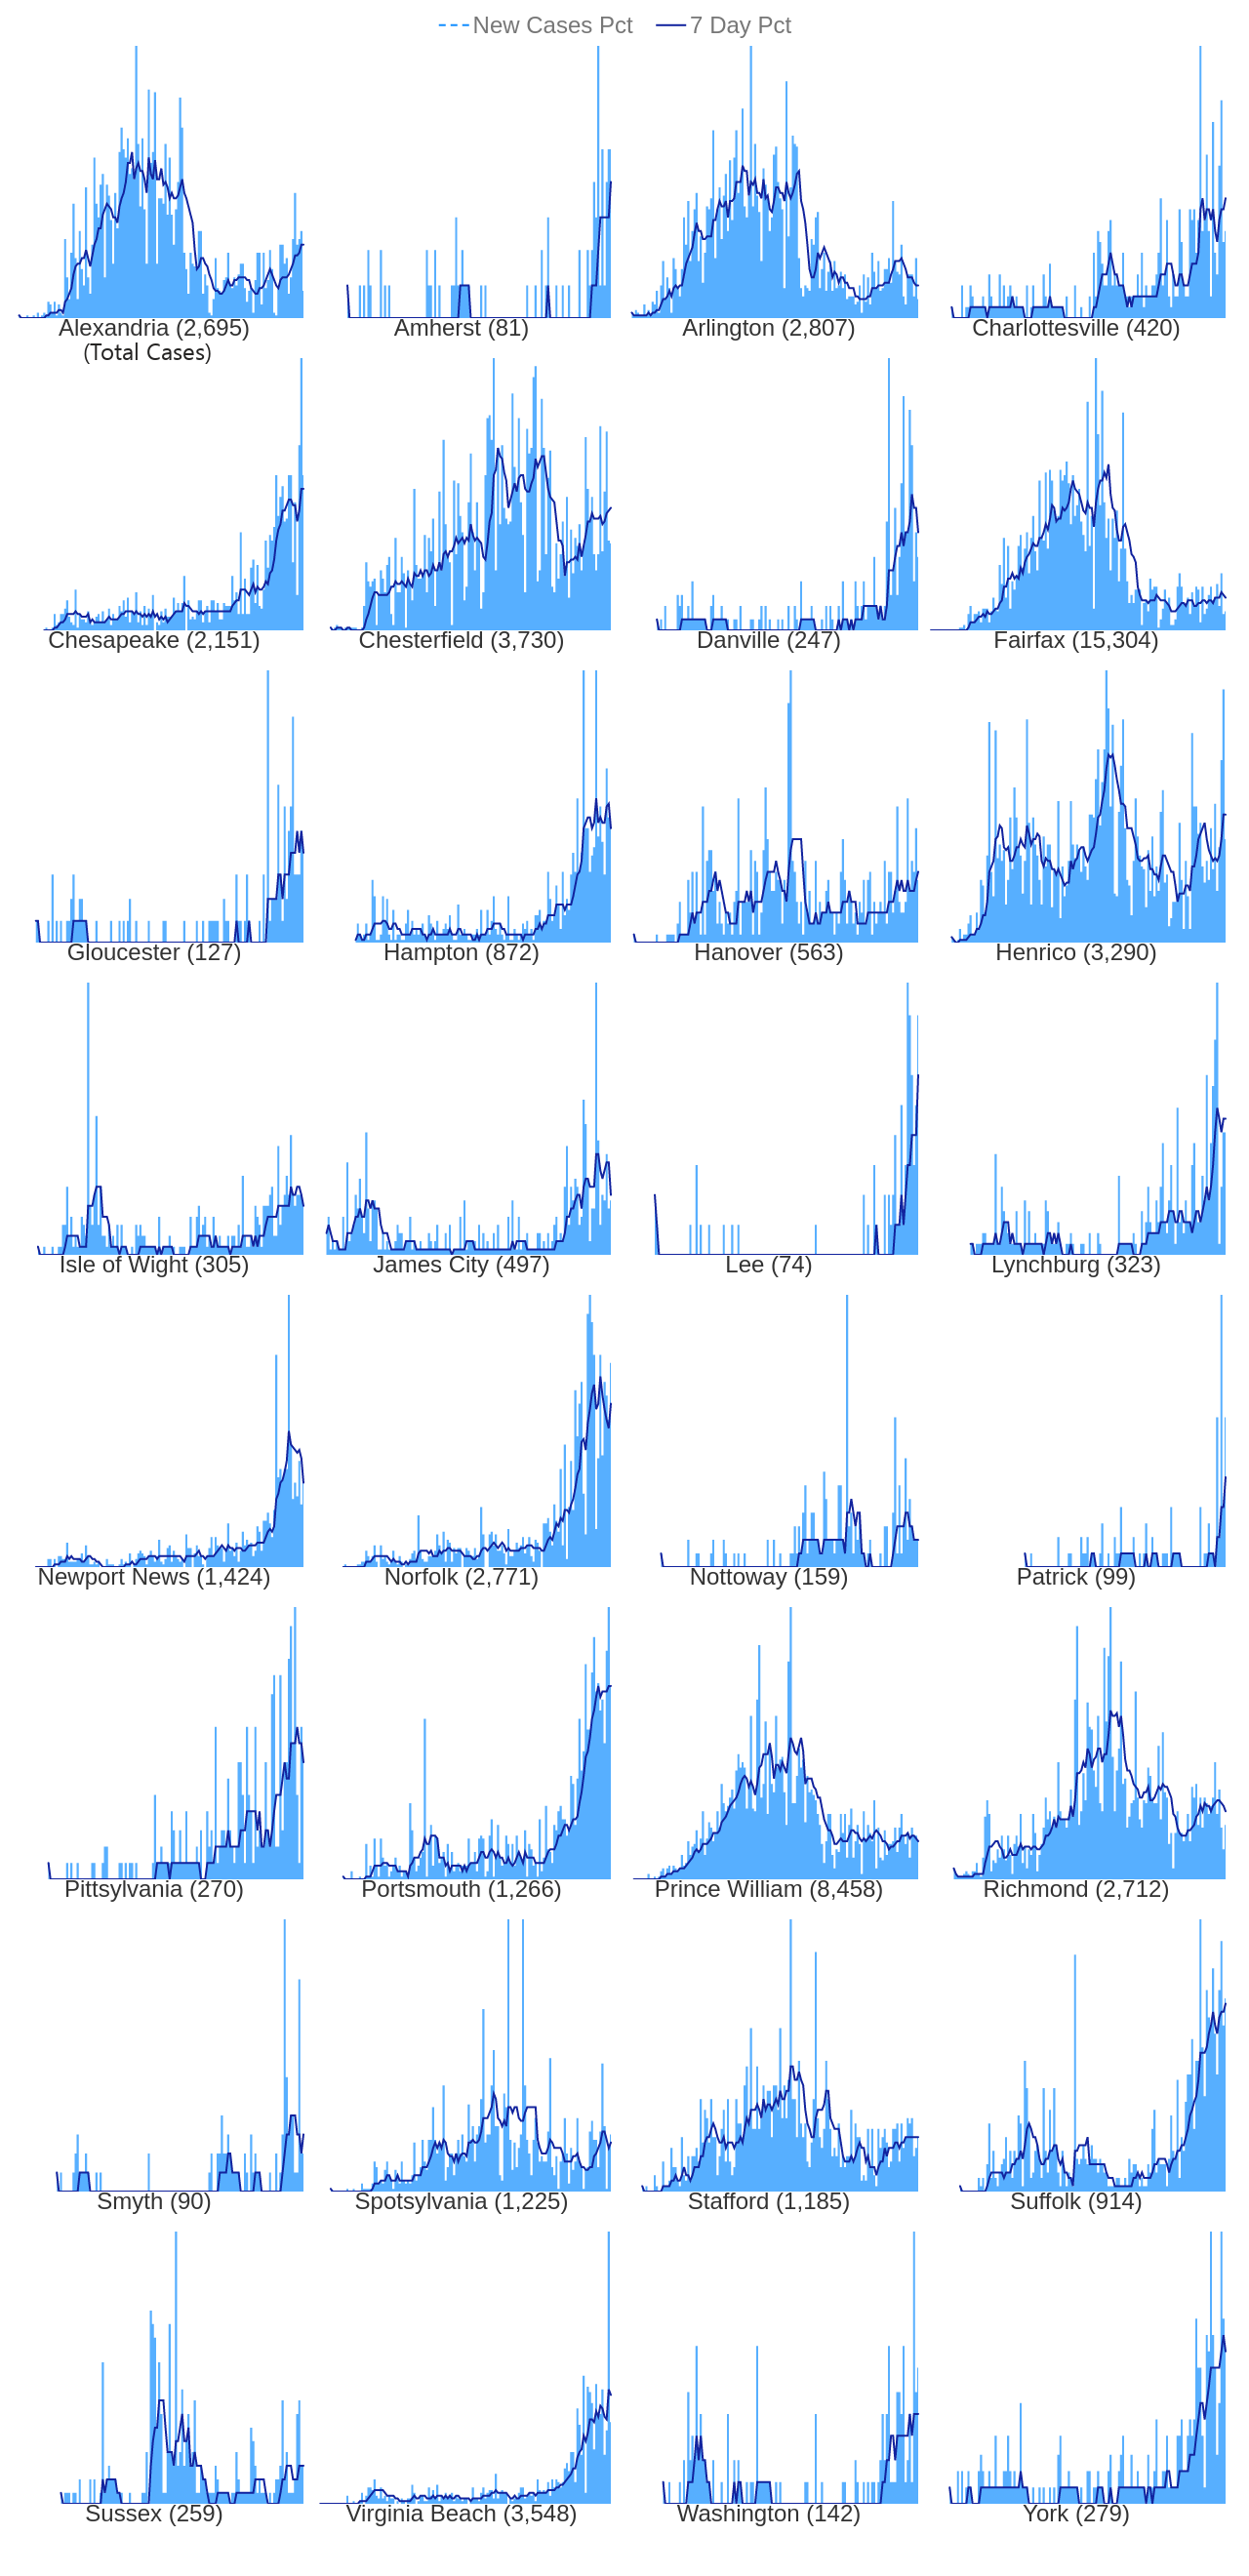 New Cases Pct 7 Day Pct
Alexandria (2,695) Amherst (81) Arlington (2,807) Charlottesville (420)
(Total Cases)
Chesapeake (2,151) Chesterfield (3,730) Danville (247) Fairfax (15,304)
Gloucester (127) Hampton (872) Hanover (563) Henrico (3,290)
Isle of Wight (305) James City (497) Lee (74) Lynchburg (323)
Newport News (1,424) Norfolk (2,771) Nottoway (159) Patrick (99)
Pittsylvania (270) Portsmouth (1,266) Prince William (8,458) Richmond (2,712)
Smyth (90) Spotsylvania (1,225) Stafford (1,185) Suffolk (914)
Sussex (259) Virginia Beach (3,548) Washington (142) York (279)